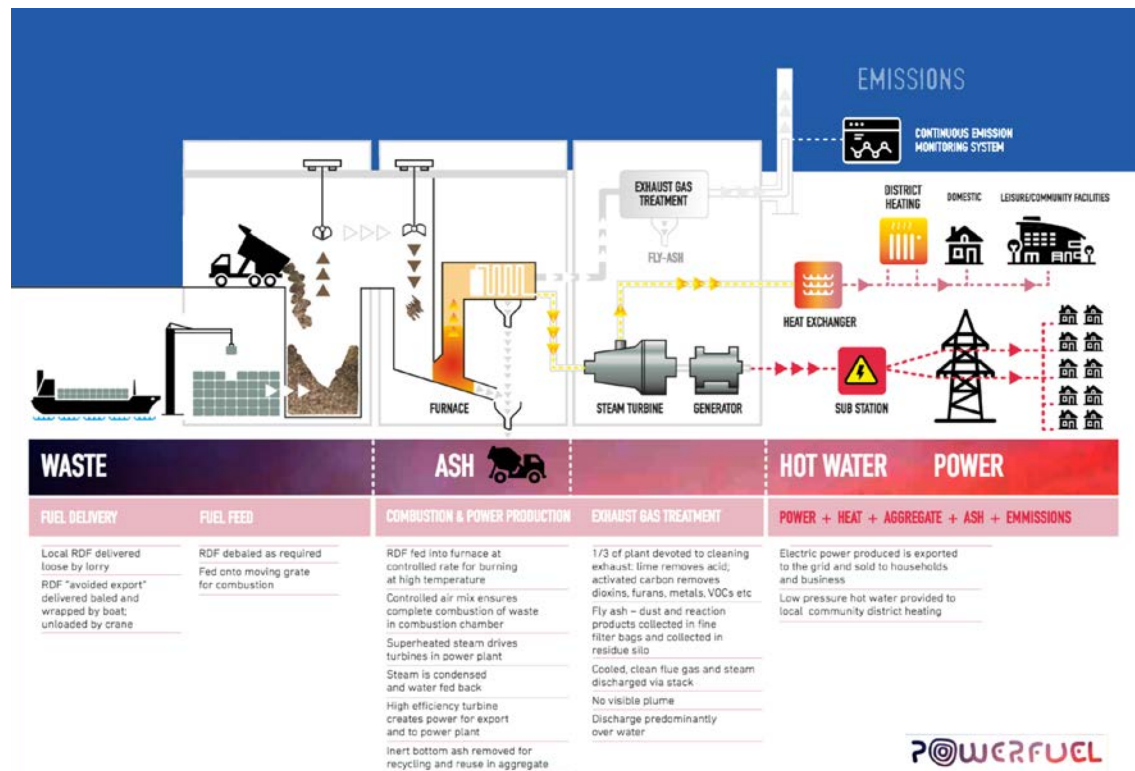 EMISSIONS
CONTINUOUS EMISSION
MONITORING SYSTEM
EXHAUST GAS
TREATMENT
FLY-ASH
DISTRICT
HEATING
DOMESTIC
LEISURE/COMMUNITY FACILITIES
HEAT EXCHANGER
FURNACE
STEAM TURBINE
GENERATOR
SUB STATION
WASTE
ASH
HOT WATER
POWER
FUEL DELIVERY
Local RDF delivered
loose by lorry
RDF "avoided export"
delivered baled and
wrapped by boat;
unloaded by crane
FUEL FEED
RDF debaled as required
Fed onto moving grate
for combustion
COMBUSTION & POWER PRODUCTION
RDF fed into furnace at
controlled rate for burning
at high temperature
Controlled air mix ensures
complete combustion of waste
in combustion chamber
Superheated steam drives
turbines in power plant
Steam is condensed
and water fed back
High efficiency turbine
creates power for export
and to power plant
Inert bottom ash removed for
recycling and reuse in aggregate
EXHAUST GAS TREATMENT
1/3 of plant devoted to cleaning
exhaust: lime removes acid;
activated carbon removes
dioxins, furans, metals, VOCs etc
Fly ash – dust and reaction
products collected in fine
filter bags and collected in
residue silo
Cooled, clean flue gas and steam
discharged via stack
No visible plume
Discharge predominantly
over water
POWER + HEAT + AGGREGATE + ASH + EMMISSIONS
Electric power produced is exported
to the grid and sold to households
and business
Low pressure hot water provided to
local community district heating
POWERFUEL